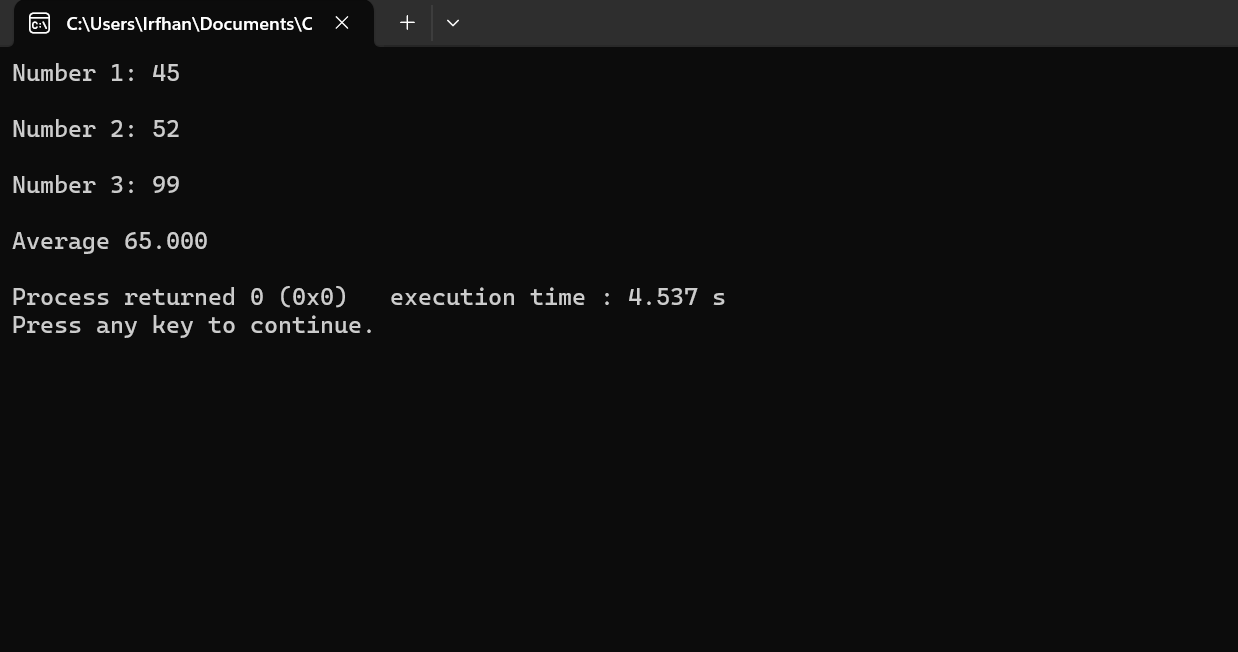 C:\Users\Irfhan\Documents\C
Number 1: 45
Number 2: 52
Number 3: 99
Average 65.000
Process returned 0 (0x0)   execution time : 4.537 s
Press any key to continue.